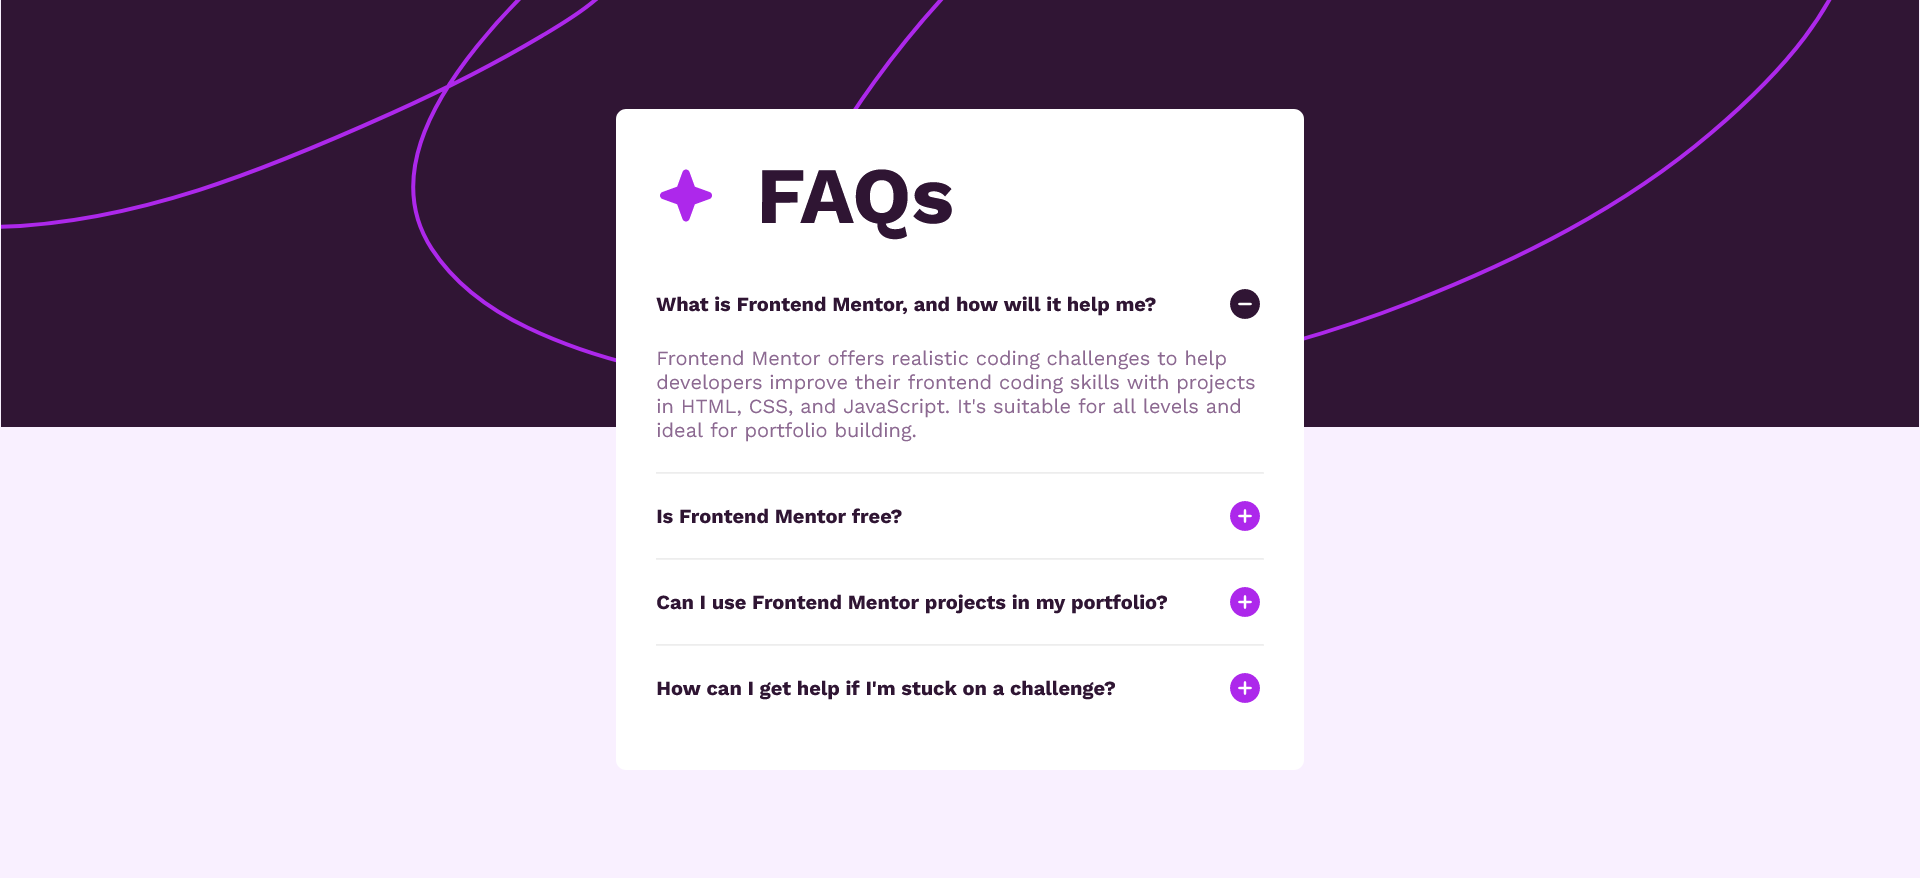 FAQs
What is Frontend Mentor, and how will it help me?
Frontend Mentor offers realistic coding challenges to help
developers improve their frontend coding skills with projects
in HTML, CSS, and JavaScript. It's suitable for all levels and
ideal for portfolio building.
Is Frontend Mentor free?
Can I use Frontend Mentor projects in my portfolio?
How can I get help if I'm stuck on a challenge?